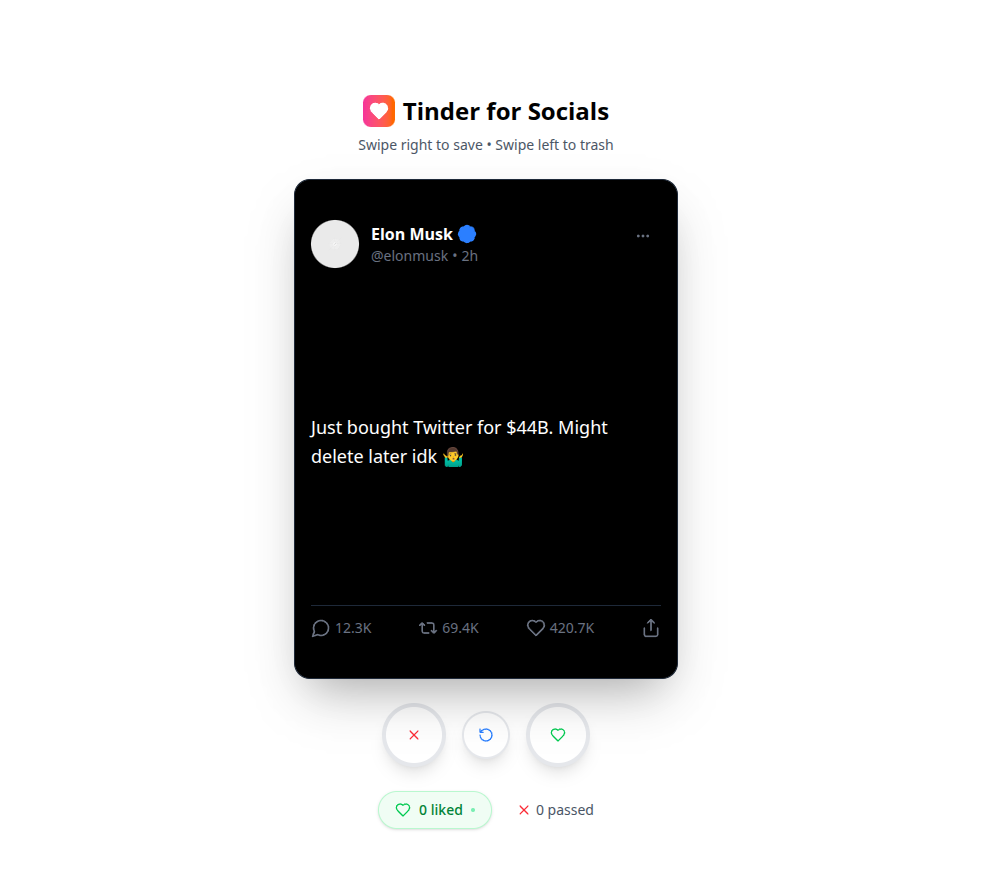 Tinder for Socials
Swipe right to save • Swipe left to trash
Elon Musk
@elonmusk • 2h
Just bought Twitter for $44B. Might
delete later idk 🤷‍♂️
12.3K 69.4K 420.7K
0 liked 0 passed